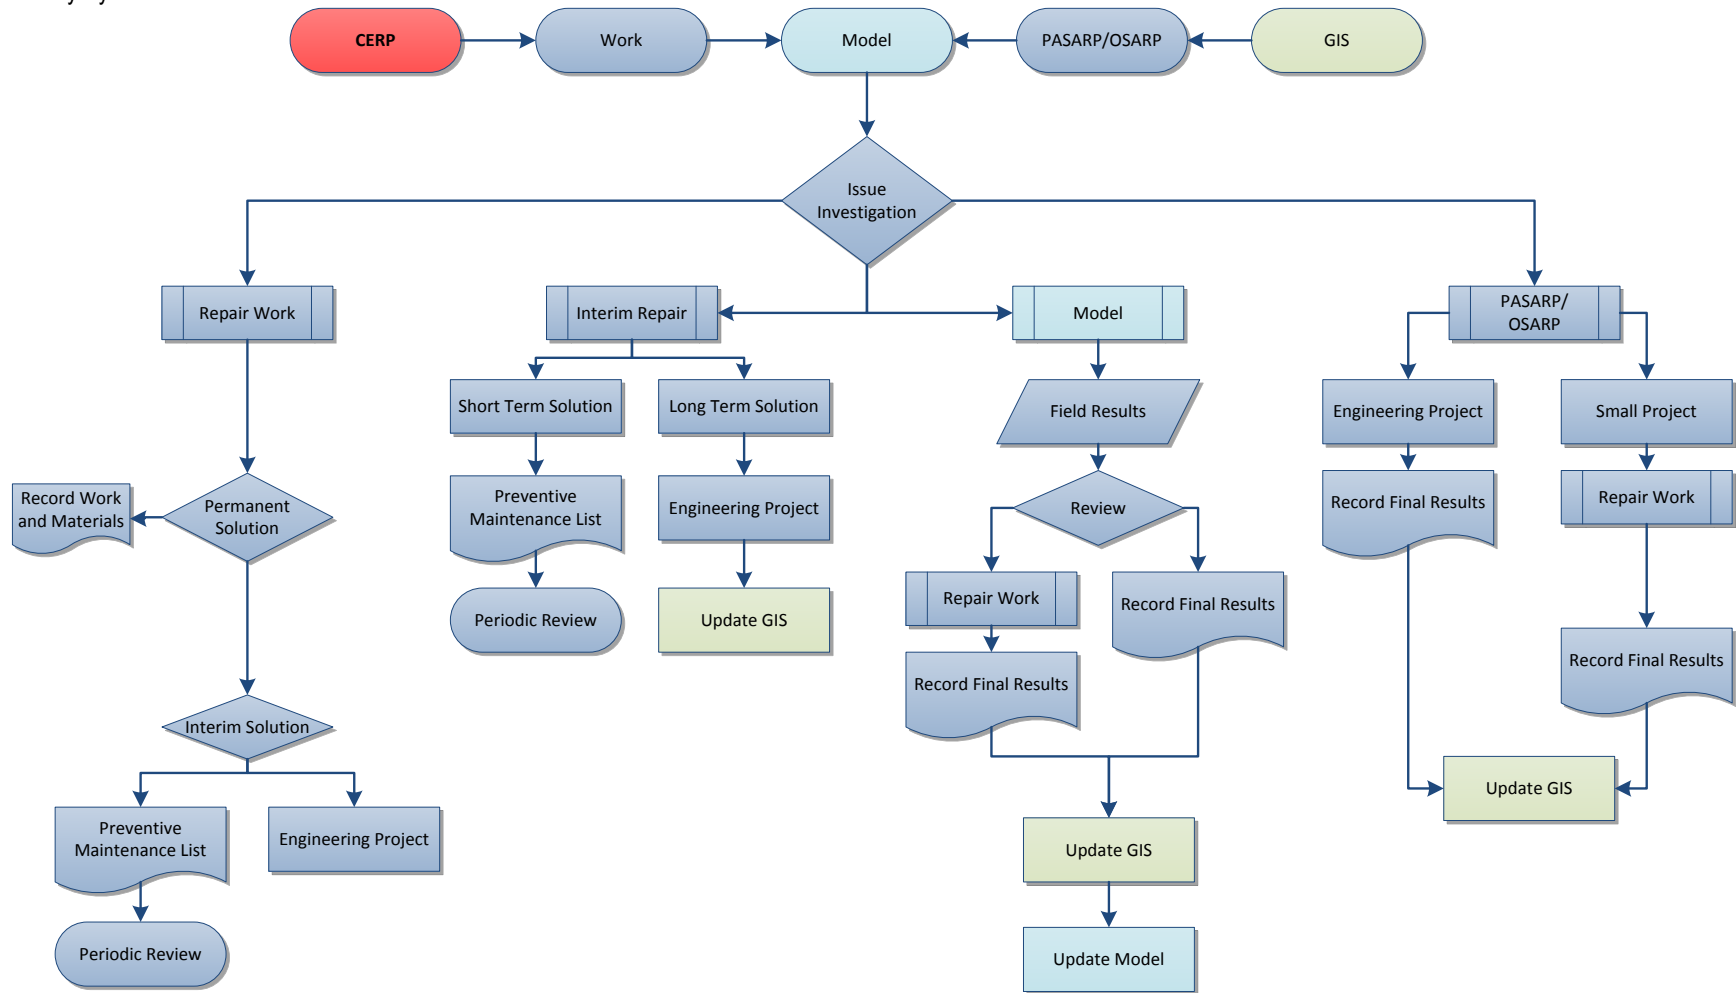 CERP
Work
Model
PASARP/OSARP
GIS
Issue
Investigation
Repair Work
Interim Repair
Model
PASARP/
OSARP
Short Term Solution
Long Term Solution
Field Results
Engineering Project
Small Project
Record Work
and Materials
Permanent
Solution
Preventive
Maintenance List
Engineering Project
Review
Record Final Results
Repair Work
Periodic Review
Update GIS
Repair Work
Record Final Results
Record Final Results
Record Final Results
Interim Solution
Update GIS
Preventive
Maintenance List
Engineering Project
Update GIS
Periodic Review
Update Model